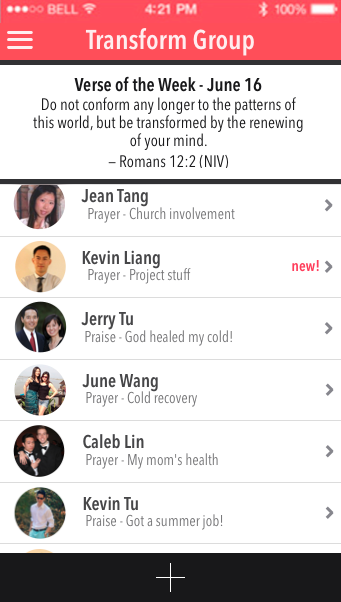 BELL 4:21 PM 100%
Transform Group
Verse of the Week - June 16
Do not conform any longer to the patterns of
this world, but be transformed by the renewing
of your mind.
– Romans 12:2 (NIV)
Jean Tang
Prayer - Church involvement
Kevin Liang
Prayer - Project stuff
new!
Jerry Tu
Praise - God healed my cold!
June Wang
Prayer - Cold recovery
Caleb Lin
Prayer - My mom's health
Kevin Tu
Praise - Got a summer job!